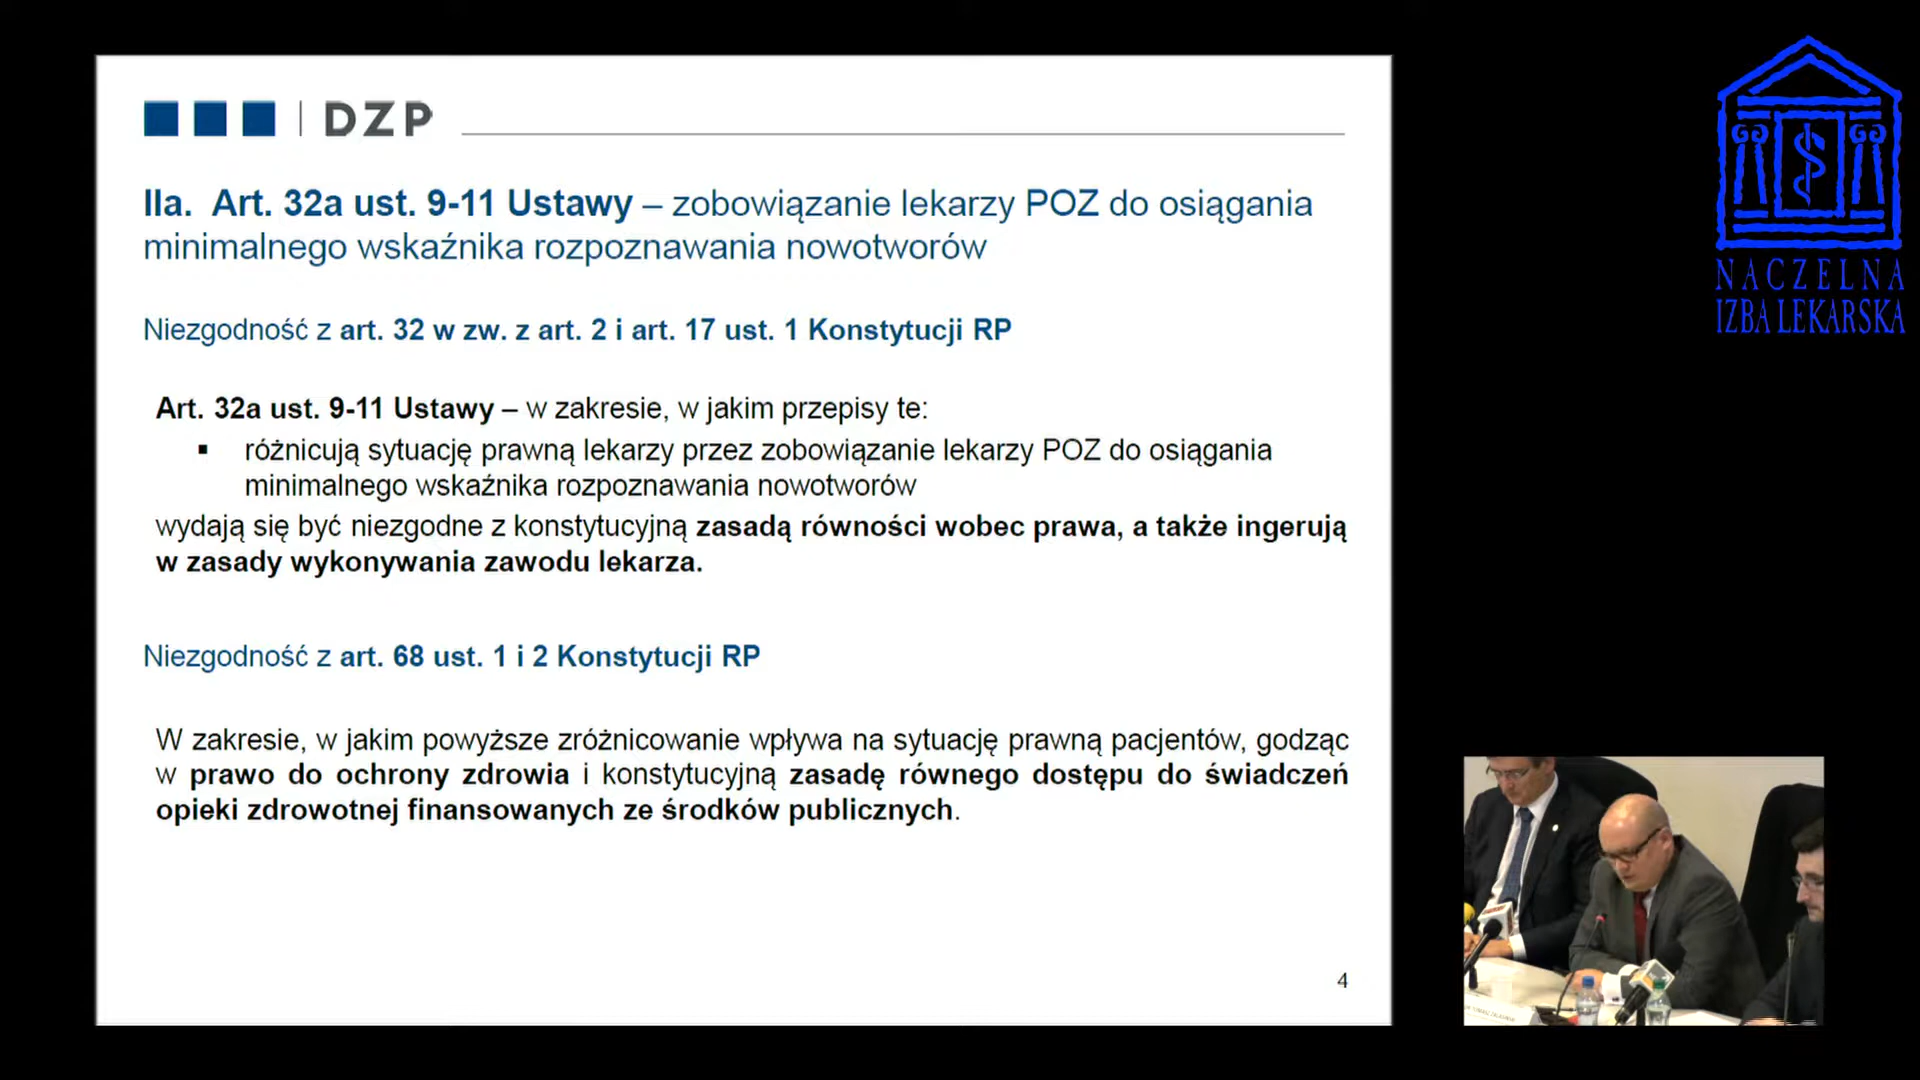 DZP
IIa. Art. 32a ust. 9-11 Ustawy – zobowiązanie lekarzy POZ do osiągania
minimalnego wskaźnika rozpoznawania nowotworów
Niezgodność z art. 32 w zw. z art. 2 i art. 17 ust. 1 Konstytucji RP
Art. 32a ust. 9-11 Ustawy – w zakresie, w jakim przepisy te:
▪ różnicują sytuację prawną lekarzy przez zobowiązanie lekarzy POZ do osiągania
minimalnego wskaźnika rozpoznawania nowotworów
wydają się być niezgodne z konstytucyjną zasadą równości wobec prawa, a także ingerują
w zasady wykonywania zawodu lekarza.
Niezgodność z art. 68 ust. 1 i 2 Konstytucji RP
W zakresie, w jakim powyższe zróżnicowanie wpływa na sytuację prawną pacjentów, godząc
w prawo do ochrony zdrowia i konstytucyjną zasadę równego dostępu do świadczeń
opieki zdrowotnej finansowanych ze środków publicznych.
4
NACZELNA
IZBA LEKARSKA